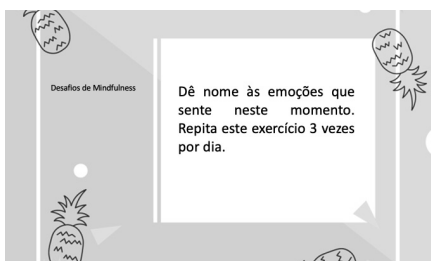 Desafios de Mindfulness
Dê nome às emoções que
sente neste momento.
Repita este exercício 3 vezes
por dia.